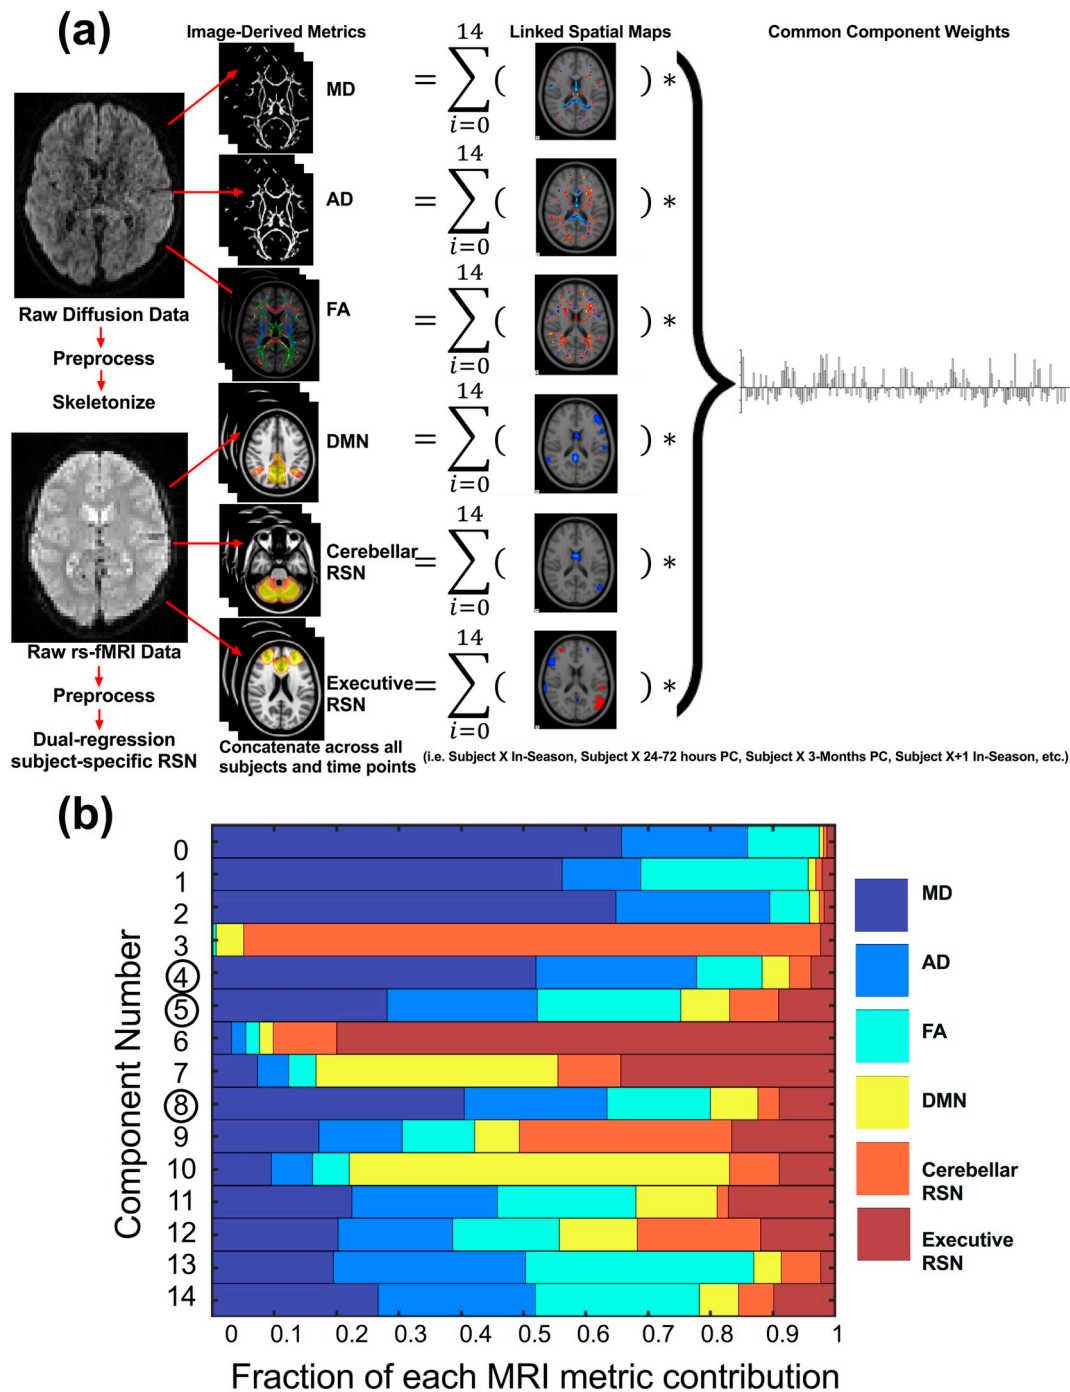 (a)
Image-Derived Metrics
Linked Spatial Maps
Common Component Weights
MD
=
14
∑
i=0
(
) *
AD
=
14
∑
i=0
(
) *
FA
=
14
∑
i=0
(
) *
DMN
=
14
∑
i=0
(
) *
Cerebellar
RSN
=
14
∑
i=0
(
) *
Executive
RSN
=
14
∑
i=0
(
) *
Raw Diffusion Data
Preprocess
Skeletonize
Raw rs-fMRI Data
Preprocess
Dual-regression
subject-specific RSN
Concatenate across all
subjects and time points
(i.e. Subject X In-Season, Subject X 24-72 hours PC, Subject X 3-Months PC, Subject X+1 In-Season, etc.)
(b)
Component Number
0
1
2
3
4
5
6
7
8
9
10
11
12
13
14
0 0.1 0.2 0.3 0.4 0.5 0.6 0.7 0.8 0.9 1
Fraction of each MRI metric contribution
MD
AD
FA
DMN
Cerebellar
RSN
Executive
RSN